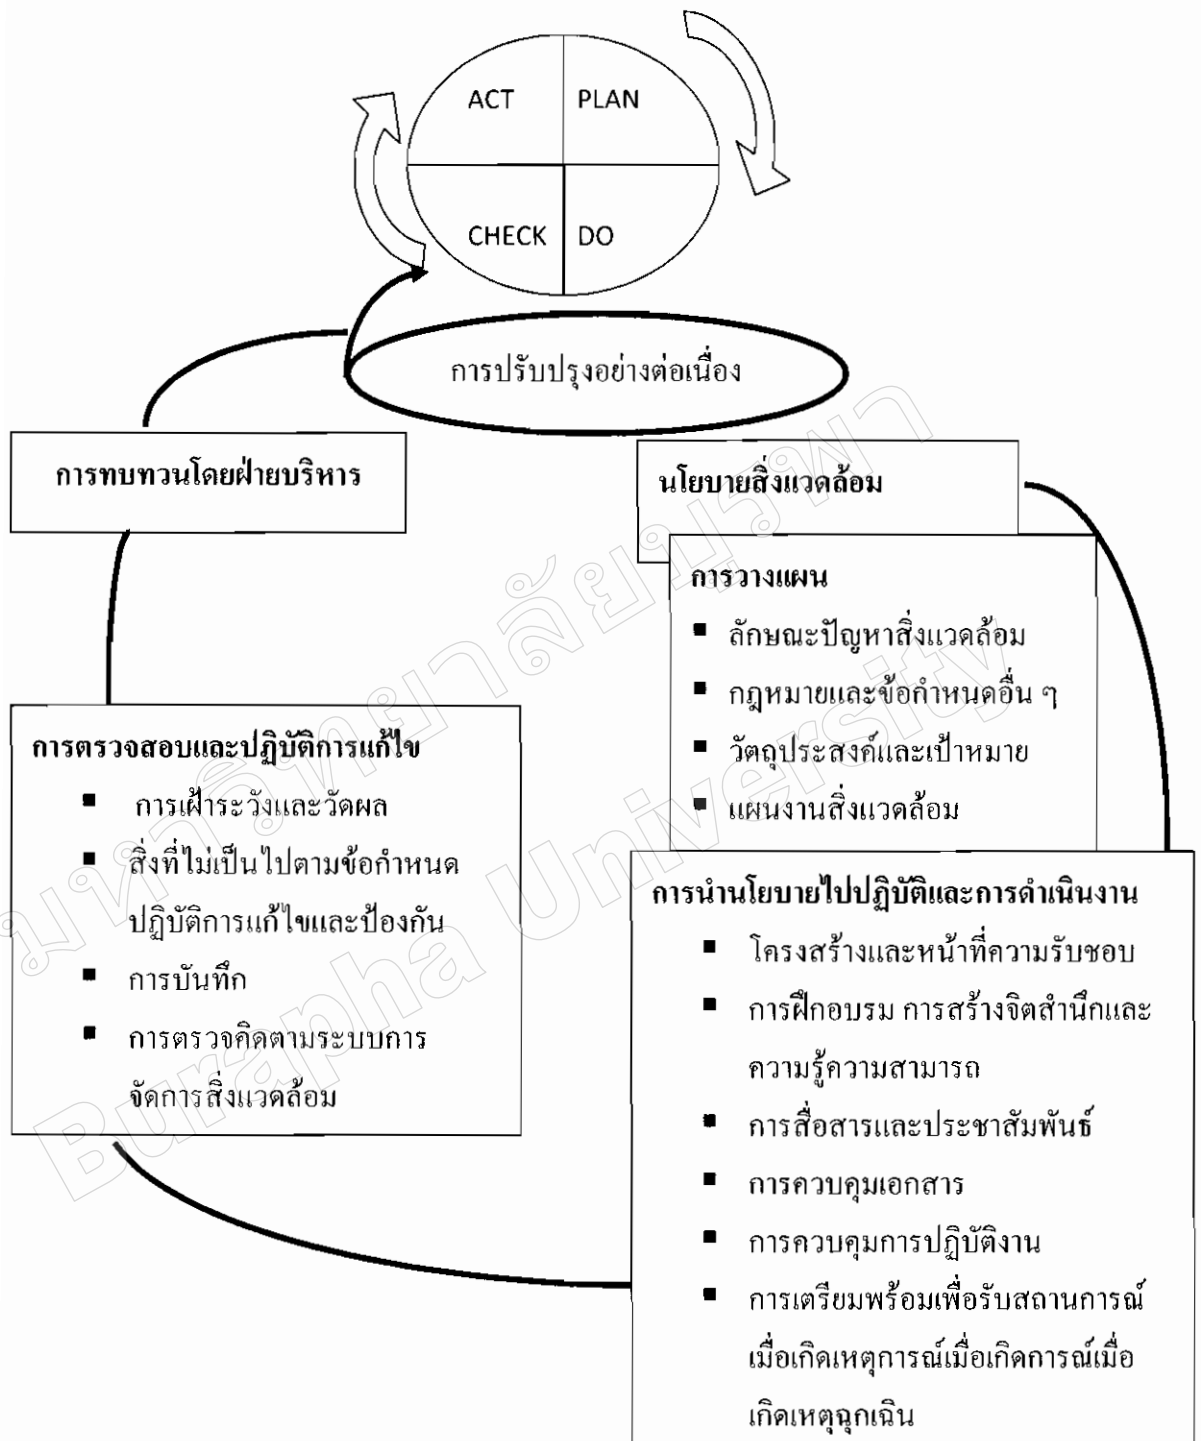 ACT PLAN
CHECK DO
การปรับปรุงอย่างต่อเนื่อง
การทบทวนโดยฝ่ายบริหาร
นโยบายสิ่งแวดล้อม
การวางแผน
▪ ลักษณะปัญหาสิ่งแวดล้อม
▪ กฎหมายและข้อกำหนดอื่น ๆ
▪ วัตถุประสงค์และเป้าหมาย
▪ แผนงานสิ่งแวดล้อม
การตรวจสอบและปฏิบัติการแก้ไข
▪ การเฝ้าระวังและวัดผล
▪ สิ่งที่ไม่เป็นไปตามข้อกำหนด
ปฏิบัติการแก้ไขและป้องกัน
▪ การบันทึก
▪ การตรวจคิดตามระบบการ
จัดการสิ่งแวดล้อม
การนำนโยบายไปปฏิบัติและการดำเนินงาน
▪ โครงสร้างและหน้าที่ความรับชอบ
▪ การฝึกอบรม การสร้างจิตสำนึกและ
ความรู้ความสามารถ
▪ การสื่อสารและประชาสัมพันธ์
▪ การควบคุมเอกสาร
▪ การควบคุมการปฏิบัติงาน
▪ การเตรียมพร้อมเพื่อรับสถานการณ์
เมื่อเกิดเหตุการณ์เมื่อเกิดการณ์เมื่อ
เกิดเหตุฉุกเฉิน
มหาวิทยาลัยบูรพา
Burapha University